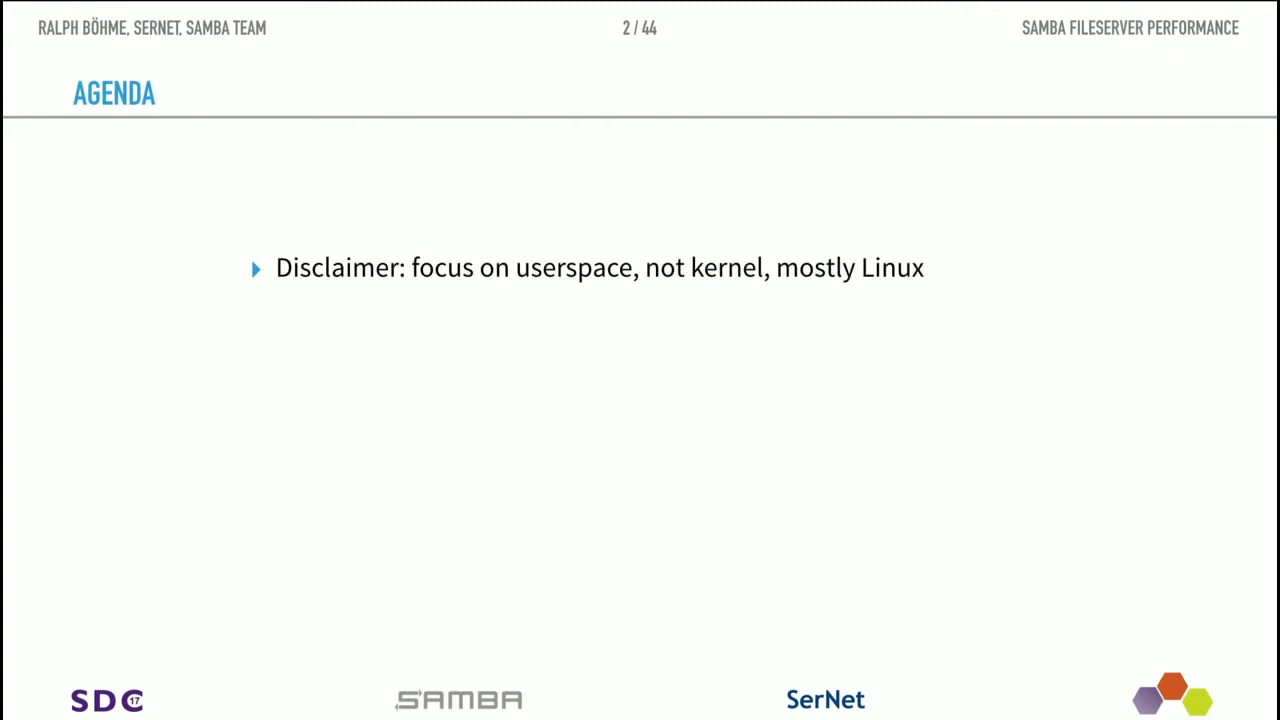 RALPH BÖHME, SERNET, SAMBA TEAM
2 / 44
SAMBA FILESERVER PERFORMANCE
AGENDA
Disclaimer: focus on userspace, not kernel, mostly Linux
SDC 17
SAMBA
SerNet